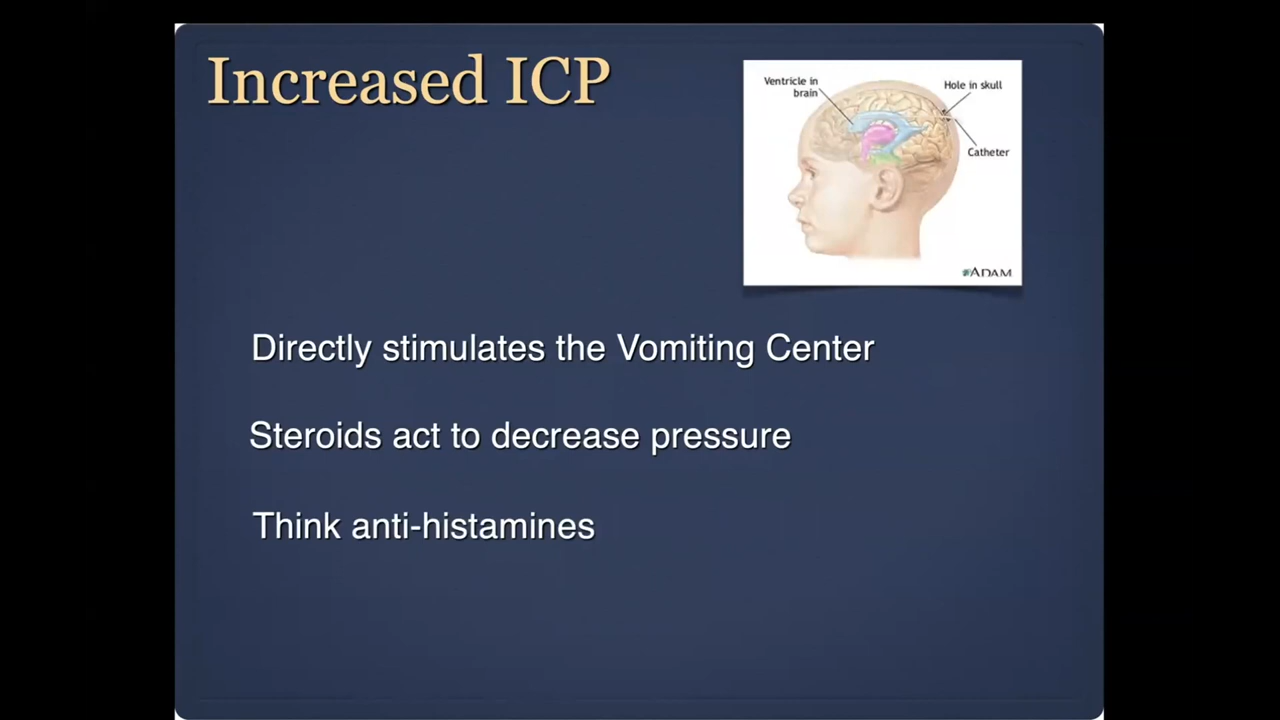 Increased ICP
Ventricle in
brain
Hole in skull
Catheter
ADAM
Directly stimulates the Vomiting Center
Steroids act to decrease pressure
Think anti-histamines